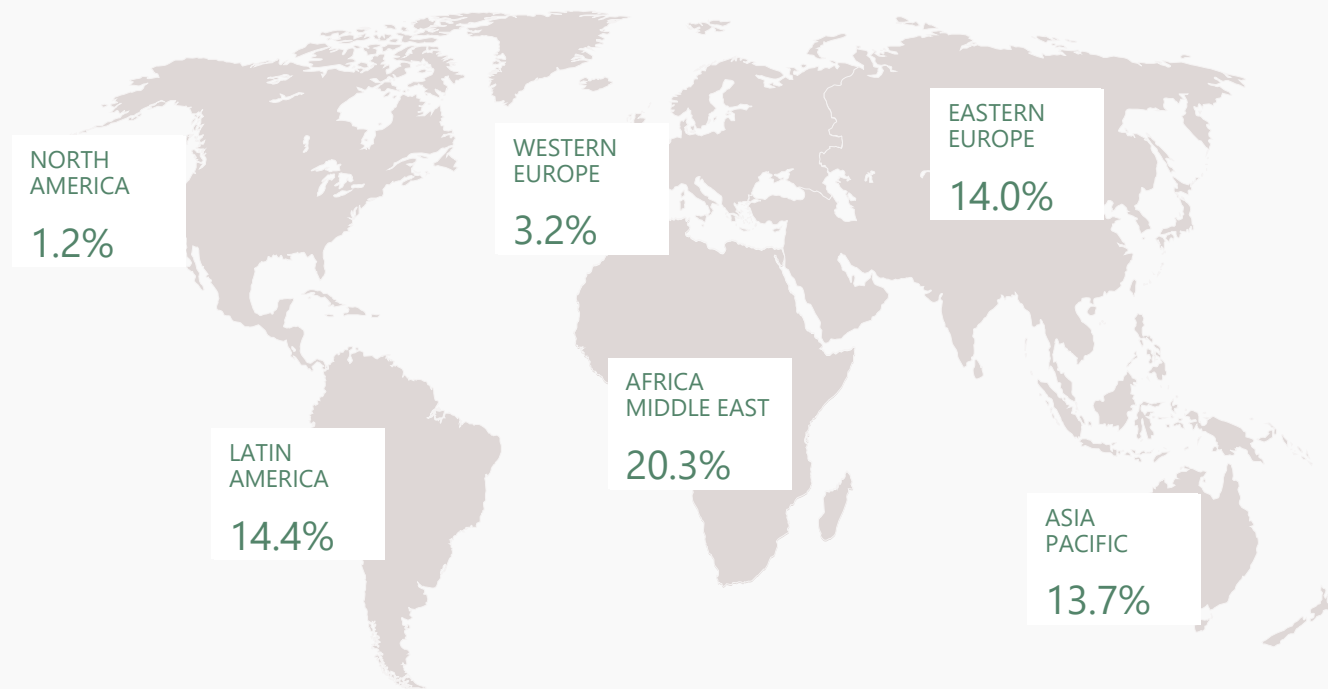 NORTH
AMERICA
1.2%
WESTERN
EUROPE
3.2%
EASTERN
EUROPE
14.0%
AFRICA
MIDDLE EAST
20.3%
LATIN
AMERICA
14.4%
ASIA
PACIFIC
13.7%